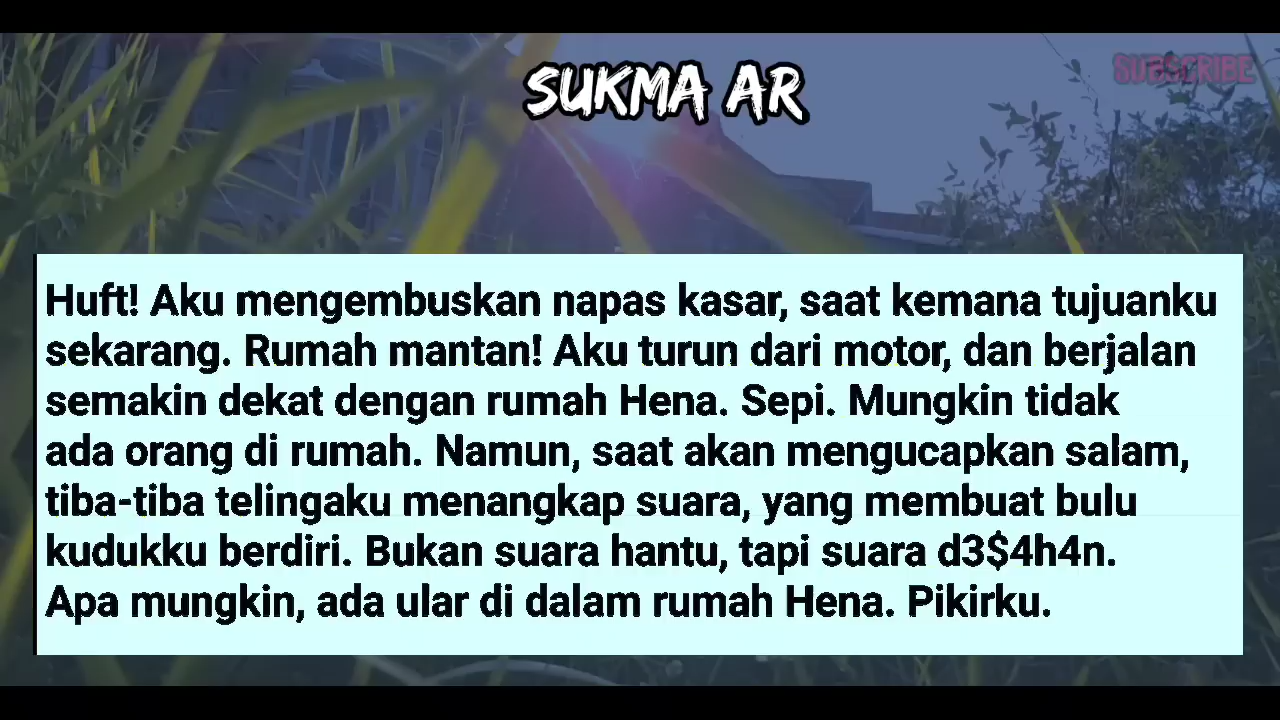 SUKMA AR
SUBSCRIBE
Huft! Aku mengembuskan napas kasar, saat kemana tujuanku
sekarang. Rumah mantan! Aku turun dari motor, dan berjalan
semakin dekat dengan rumah Hena. Sepi. Mungkin tidak
ada orang di rumah. Namun, saat akan mengucapkan salam,
tiba-tiba telingaku menangkap suara, yang membuat bulu
kudukku berdiri. Bukan suara hantu, tapi suara d3$4h4n.
Apa mungkin, ada ular di dalam rumah Hena. Pikirku.